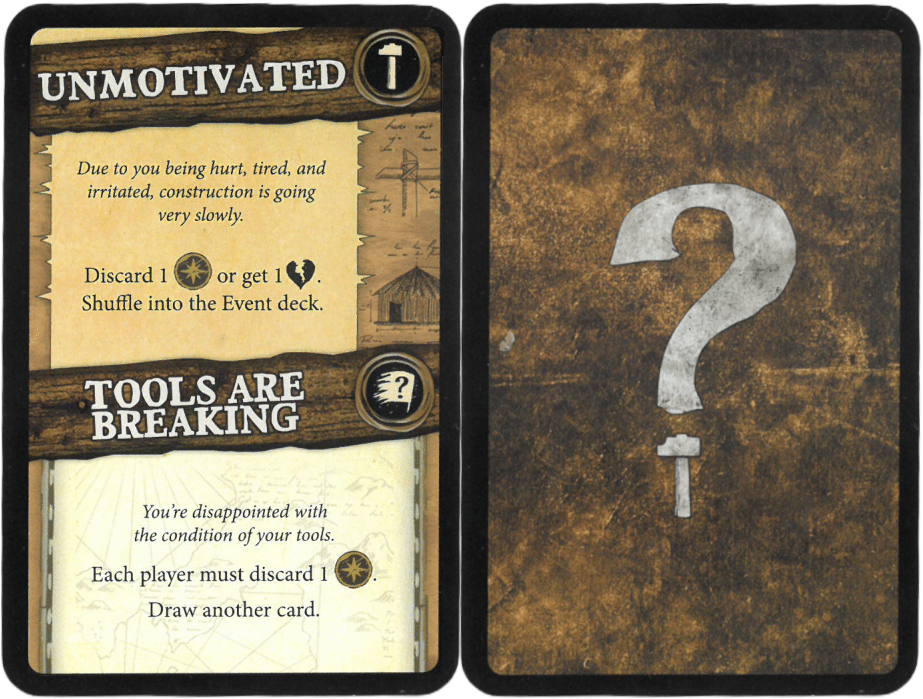 UNMOTIVATED
Due to you being hurt, tired, and
irritated, construction is going
very slowly.
Discard 1 or get 1 .
Shuffle into the Event deck.
TOOLS ARE
BREAKING
?
You're disappointed with
the condition of your tools.
Each player must discard 1 .
Draw another card.
?